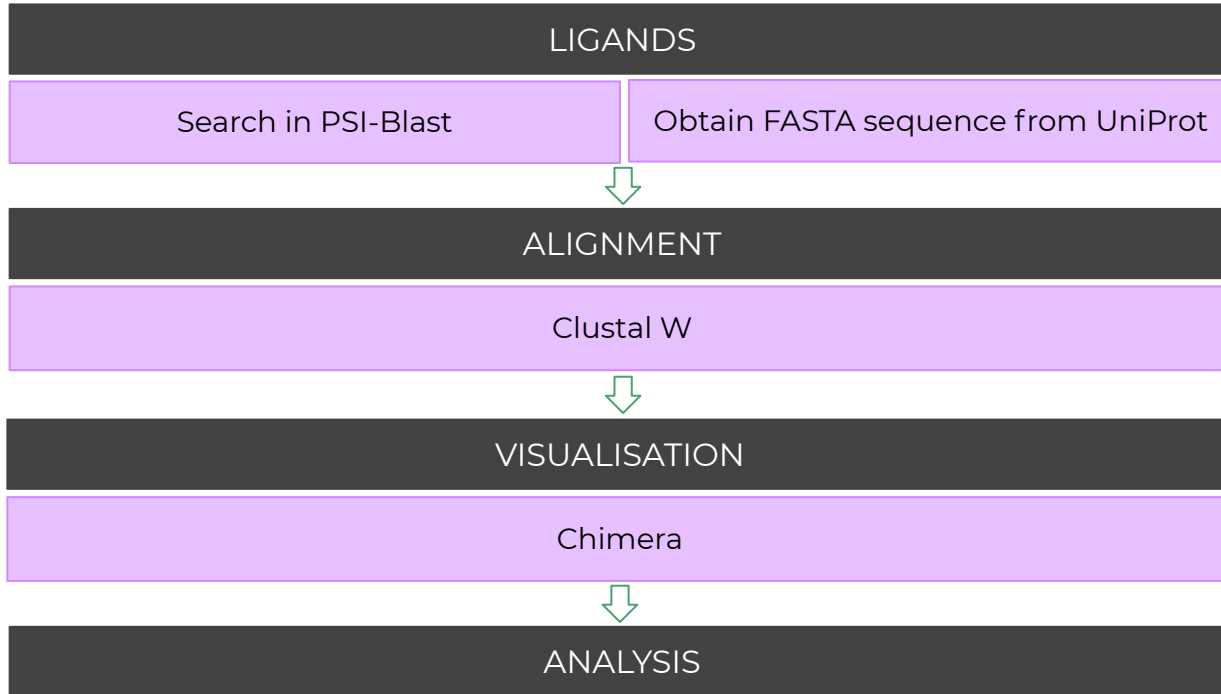 LIGANDS
Search in PSI-Blast
Obtain FASTA sequence from UniProt
ALIGNMENT
Clustal W
VISUALISATION
Chimera
ANALYSIS